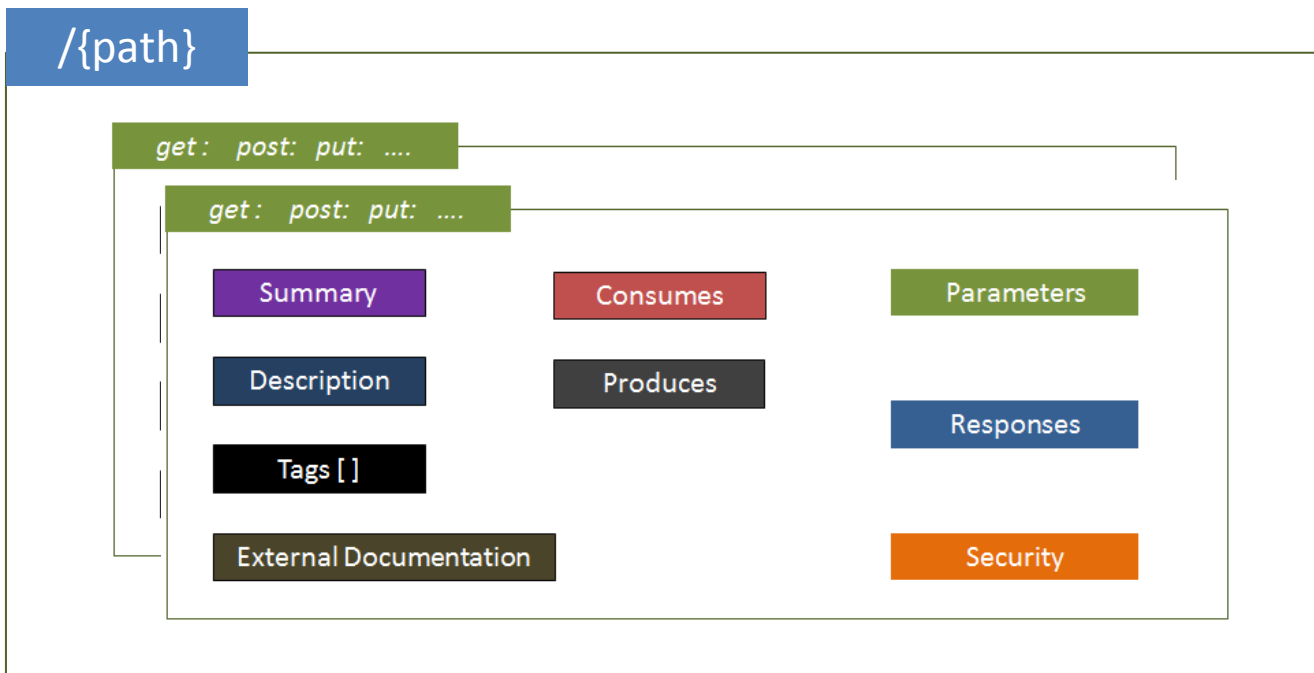 /{path}
get : post: put: ....
get : post: put: ....
Summary
Consumes
Parameters
Description
Produces
Responses
Tags [ ]
External Documentation
Security